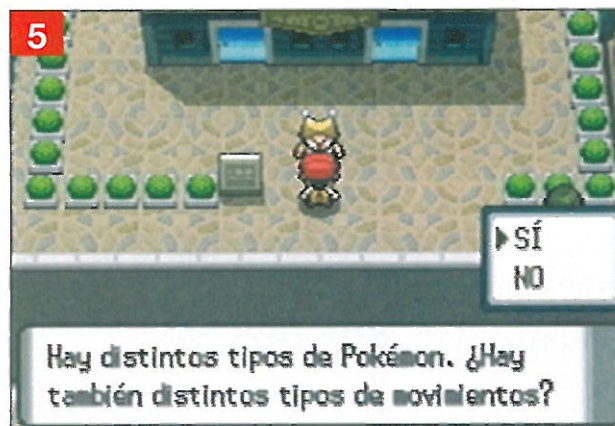 5
SÍ
NO
Hay distintos tipos de Pokémon. ¿Hay
también distintos tipos de movimientos?